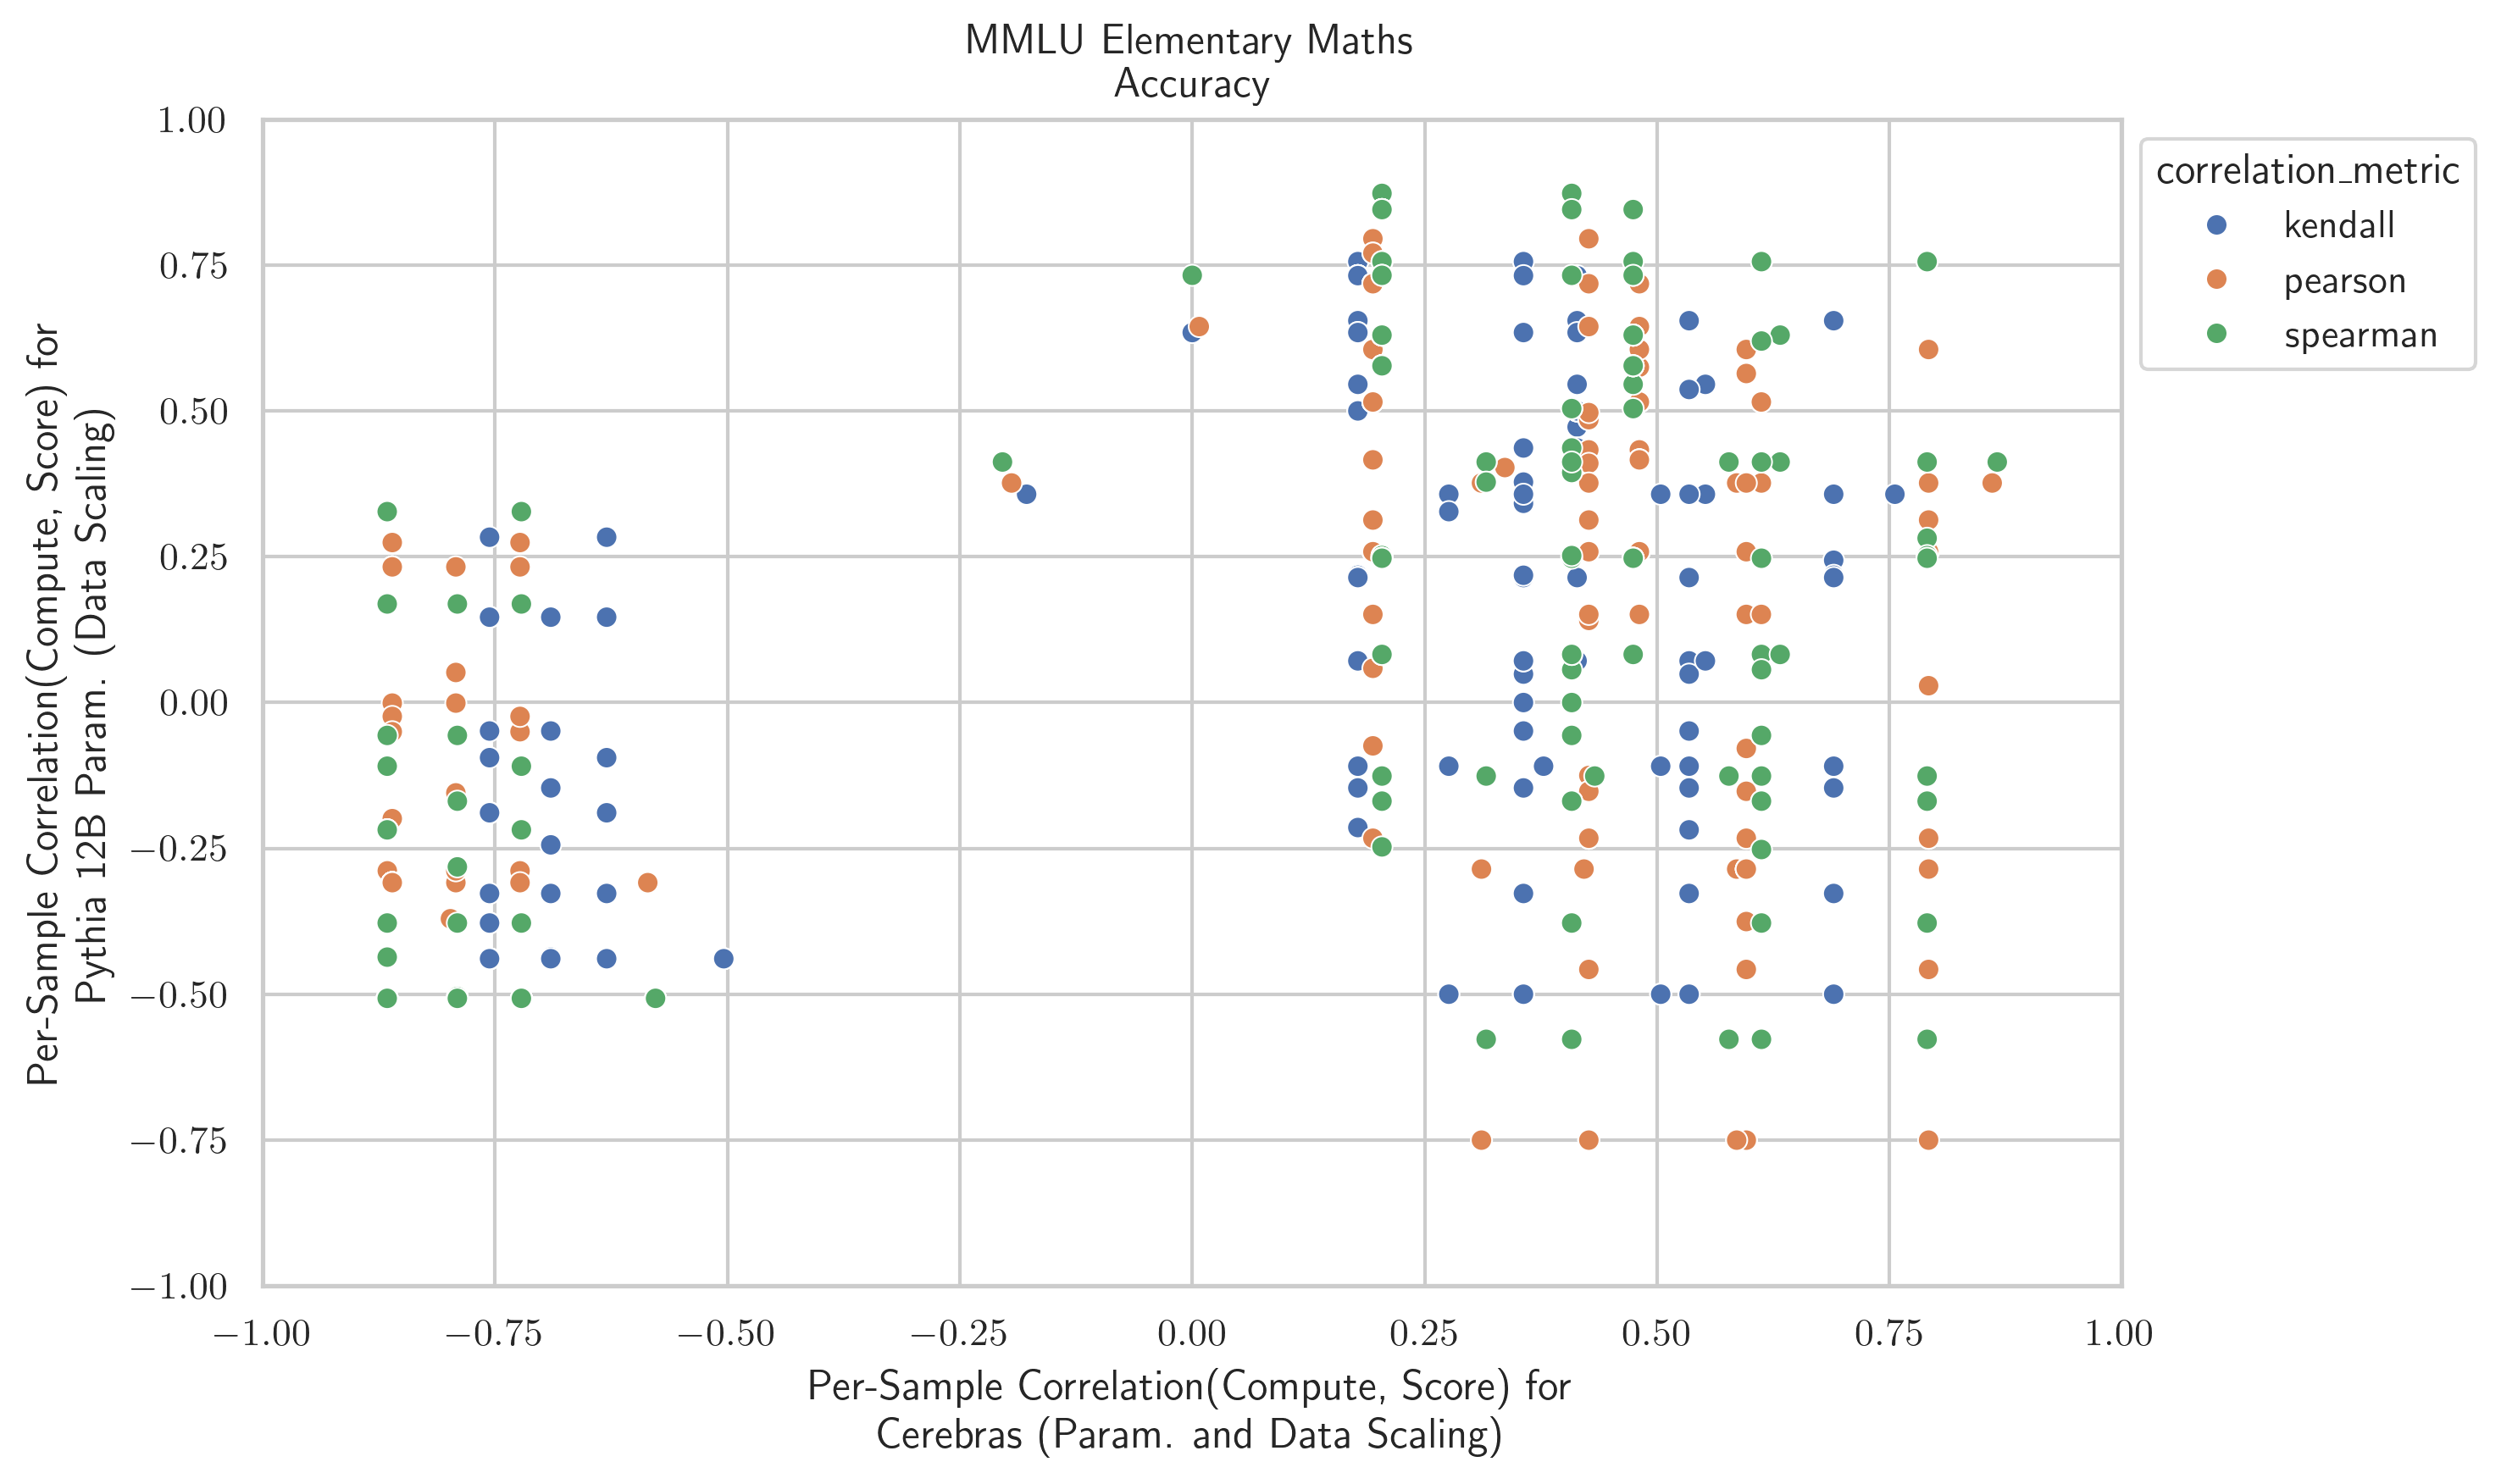 MMLU Elementary Maths
Accuracy
Per-Sample Correlation(Compute, Score) for
Pythia 12B Param. (Data Scaling)
1.00
0.75
0.50
0.25
0.00
−0.25
−0.50
−0.75
−1.00
−1.00 −0.75 −0.50 −0.25 0.00 0.25 0.50 0.75 1.00
Per-Sample Correlation(Compute, Score) for
Cerebras (Param. and Data Scaling)
correlation_metric
kendall
pearson
spearman